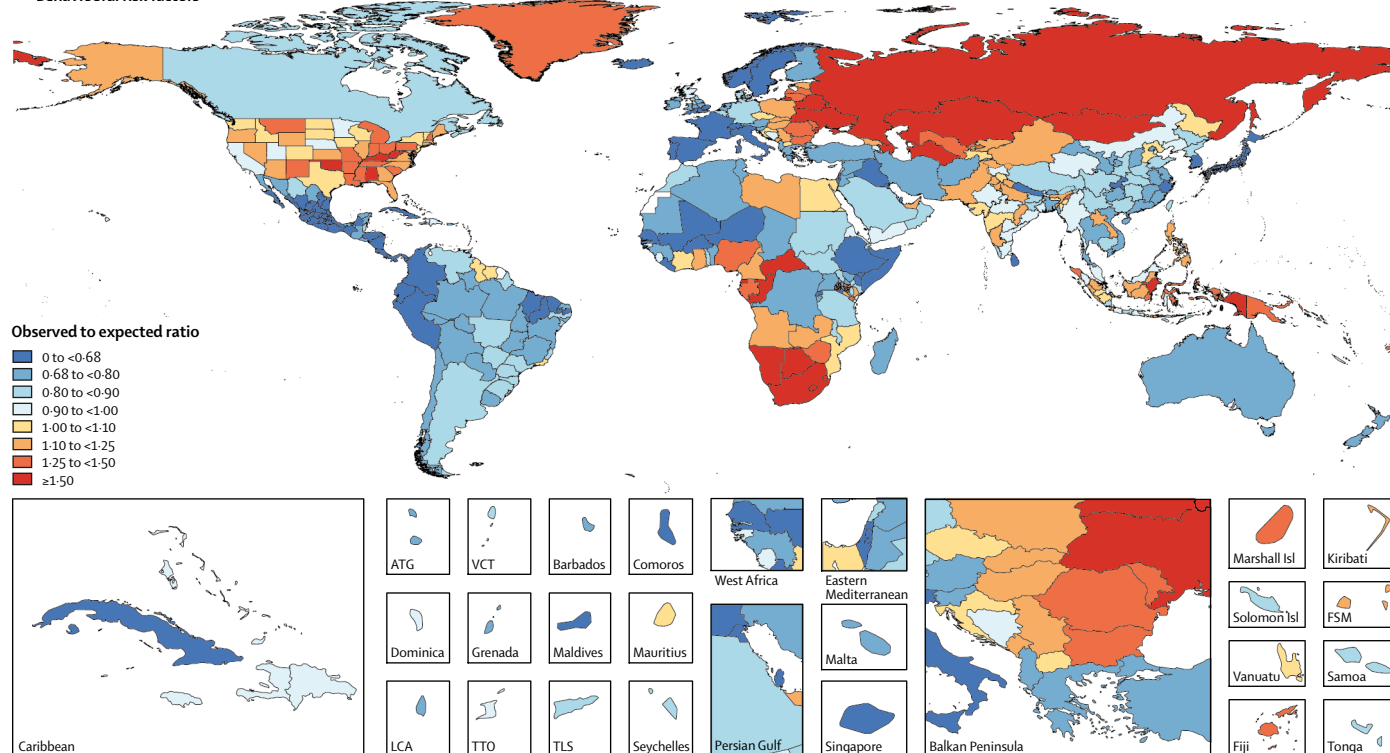 Behavioural risk factors
Observed to expected ratio
0 to <0·68
0·68 to <0·80
0·80 to <0·90
0·90 to <1·00
1·00 to <1·10
1·10 to <1·25
1·25 to <1·50
≥1·50
Caribbean
ATG
VCT
Barbados
Comoros
Dominica
Grenada
Maldives
Mauritius
LCA
TTO
TLS
Seychelles
West Africa
Eastern
Mediterranean
Persian Gulf
Malta
Singapore
Balkan Peninsula
Marshall Isl
Kiribati
Solomon Isl
FSM
Vanuatu
Samoa
Fiji
Tonga